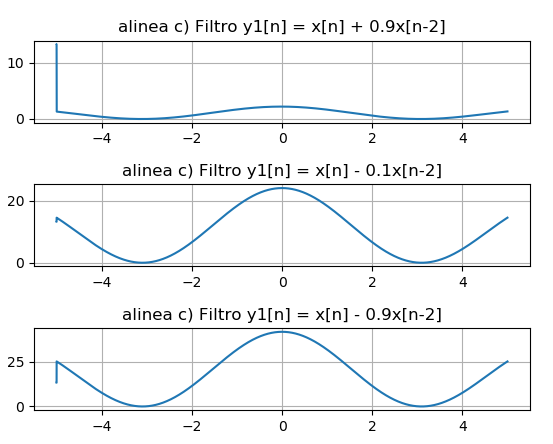 alinea c) Filtro y1[n] = x[n] + 0.9x[n-2]
10
0
−4 −2 0 2 4
alinea c) Filtro y1[n] = x[n] - 0.1x[n-2]
20
0
−4 −2 0 2 4
alinea c) Filtro y1[n] = x[n] - 0.9x[n-2]
25
0
−4 −2 0 2 4